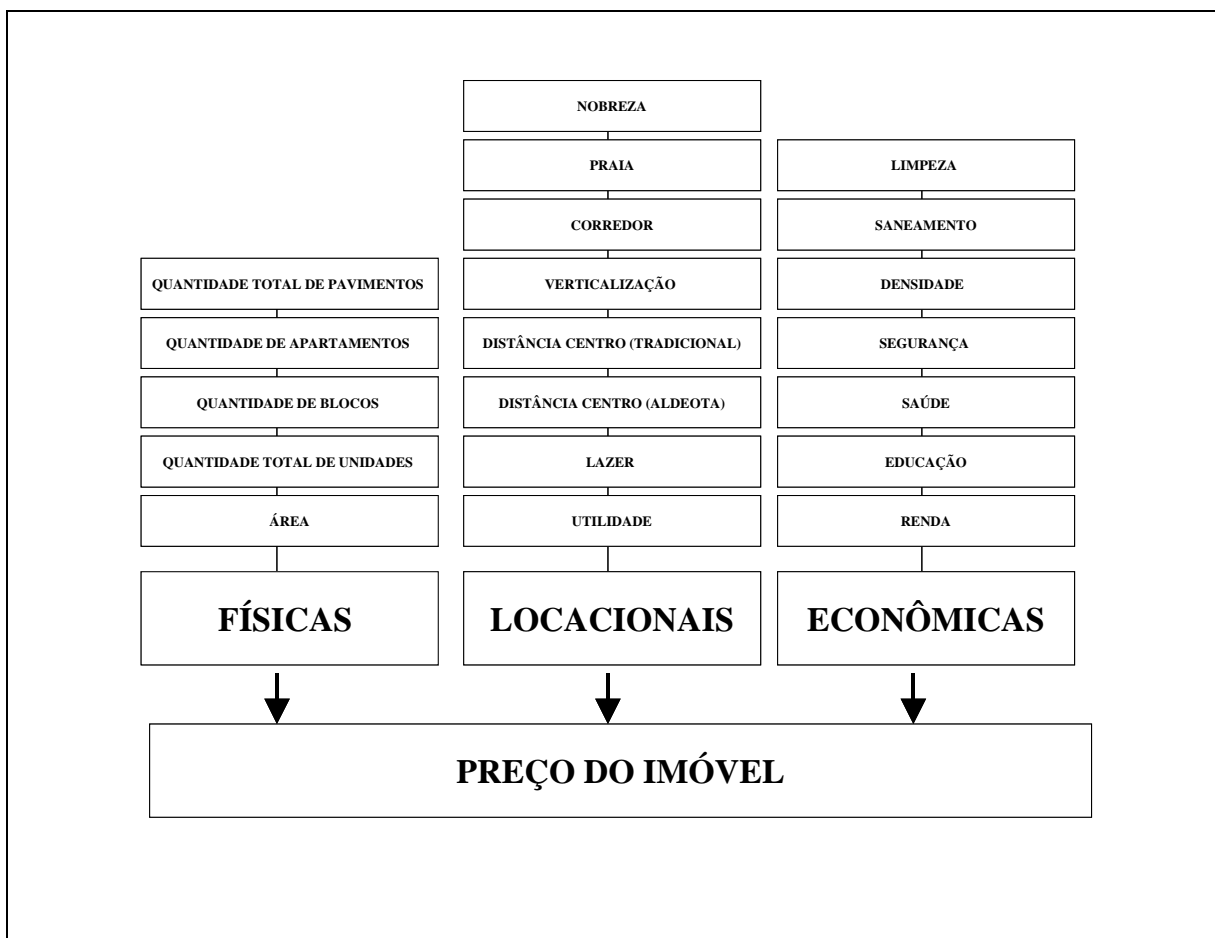 NOBREZA
PRAIA
LIMPEZA
CORREDOR
SANEAMENTO
QUANTIDADE TOTAL DE PAVIMENTOS
VERTICALIZAÇÃO
DENSIDADE
QUANTIDADE DE APARTAMENTOS
DISTÂNCIA CENTRO (TRADICIONAL)
SEGURANÇA
QUANTIDADE DE BLOCOS
DISTÂNCIA CENTRO (ALDEOTA)
SAÚDE
QUANTIDADE TOTAL DE UNIDADES
LAZER
EDUCAÇÃO
ÁREA
UTILIDADE
RENDA
FÍSICAS
LOCACIONAIS
ECONÔMICAS
PREÇO DO IMÓVEL